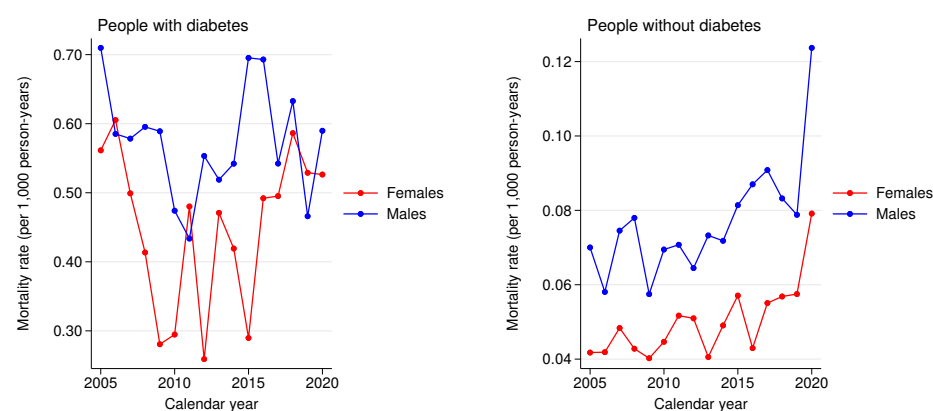 People with diabetes
Mortality rate (per 1,000 person-years)
0.70
0.60
0.50
0.40
0.30
2005
2010
2015
2020
Calendar year
Females
Males
People without diabetes
Mortality rate (per 1,000 person-years)
0.12
0.10
0.08
0.06
0.04
2005
2010
2015
2020
Calendar year
Females
Males